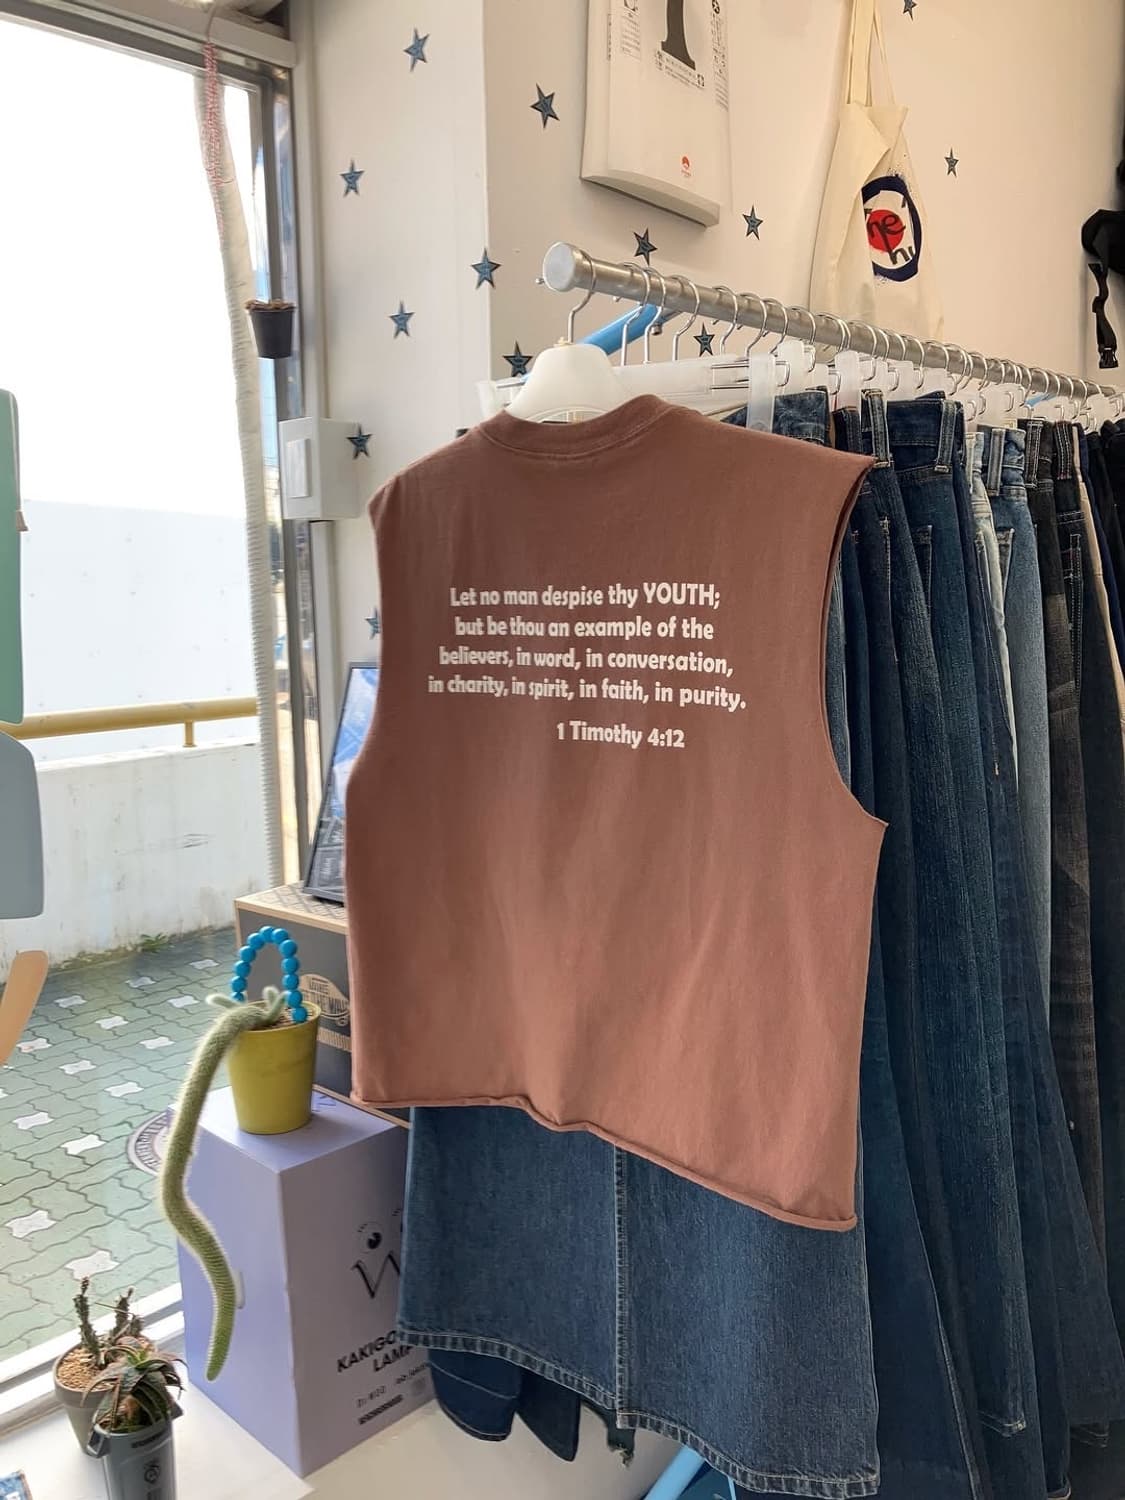 Let no man despise thy YOUTH;
but be thou an example of the
believers, in word, in conversation,
in charity, in spirit, in faith, in purity.
1 Timothy 4:12
VANS